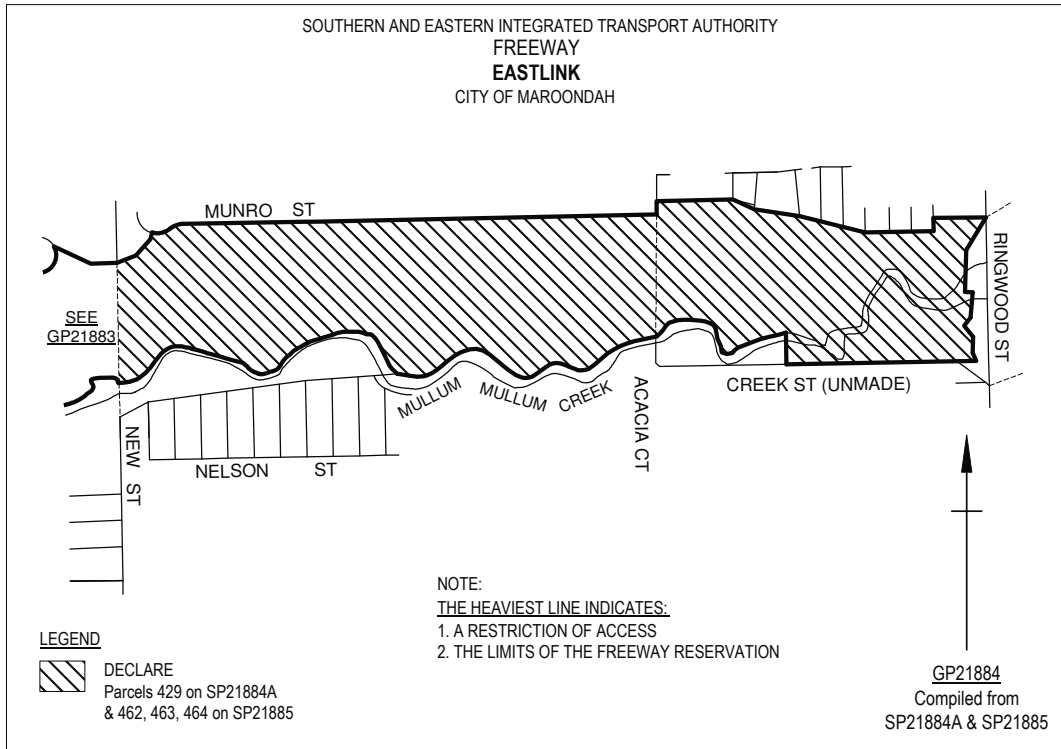 SOUTHERN AND EASTERN INTEGRATED TRANSPORT AUTHORITY
FREEWAY
EASTLINK
CITY OF MAROONDAH
MUNRO ST
RINGWOOD ST
SEE
GP21883
MULLUM MULLUM CREEK
ACACIA CT
CREEK ST (UNMADE)
NEW ST
NELSON ST
NOTE:
THE HEAVIEST LINE INDICATES:
1. A RESTRICTION OF ACCESS
2. THE LIMITS OF THE FREEWAY RESERVATION
LEGEND
DECLARE
Parcels 429 on SP21884A
& 462, 463, 464 on SP21885
GP21884
Compiled from
SP21884A & SP21885